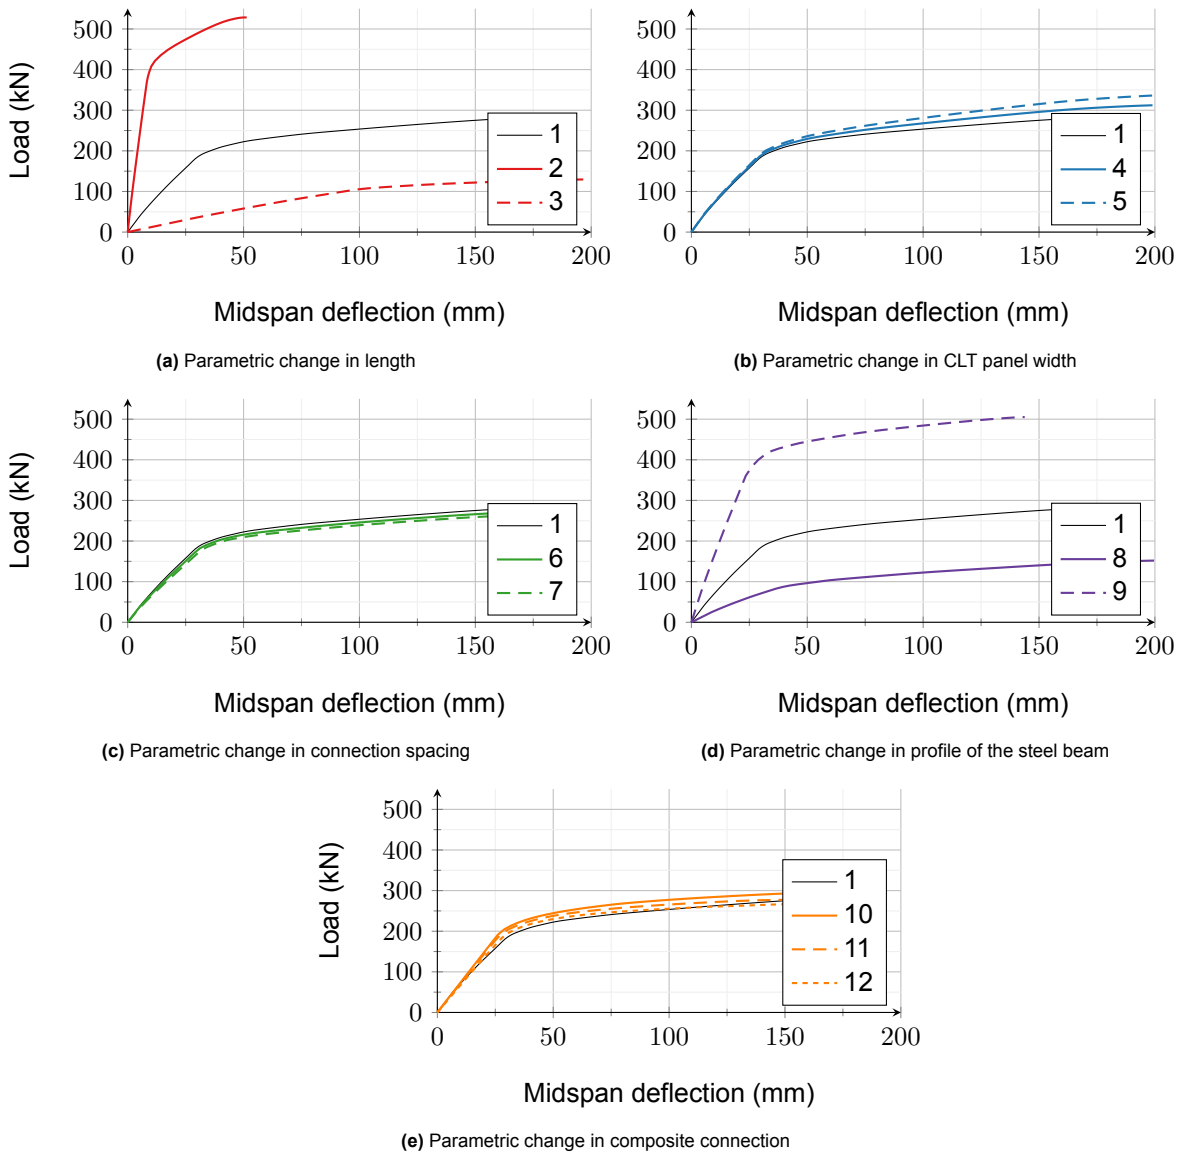 500
400
300
200
100
0
Load (kN)
1
2
3
0 50 100 150 200
Midspan deflection (mm)
(a) Parametric change in length
500
400
300
200
100
0
1
4
5
0 50 100 150 200
Midspan deflection (mm)
(b) Parametric change in CLT panel width
500
400
300
200
100
0
Load (kN)
1
6
7
0 50 100 150 200
Midspan deflection (mm)
(c) Parametric change in connection spacing
500
400
300
200
100
0
1
8
9
0 50 100 150 200
Midspan deflection (mm)
(d) Parametric change in profile of the steel beam
500
400
300
200
100
0
Load (kN)
1
10
11
12
0 50 100 150 200
Midspan deflection (mm)
(e) Parametric change in composite connection